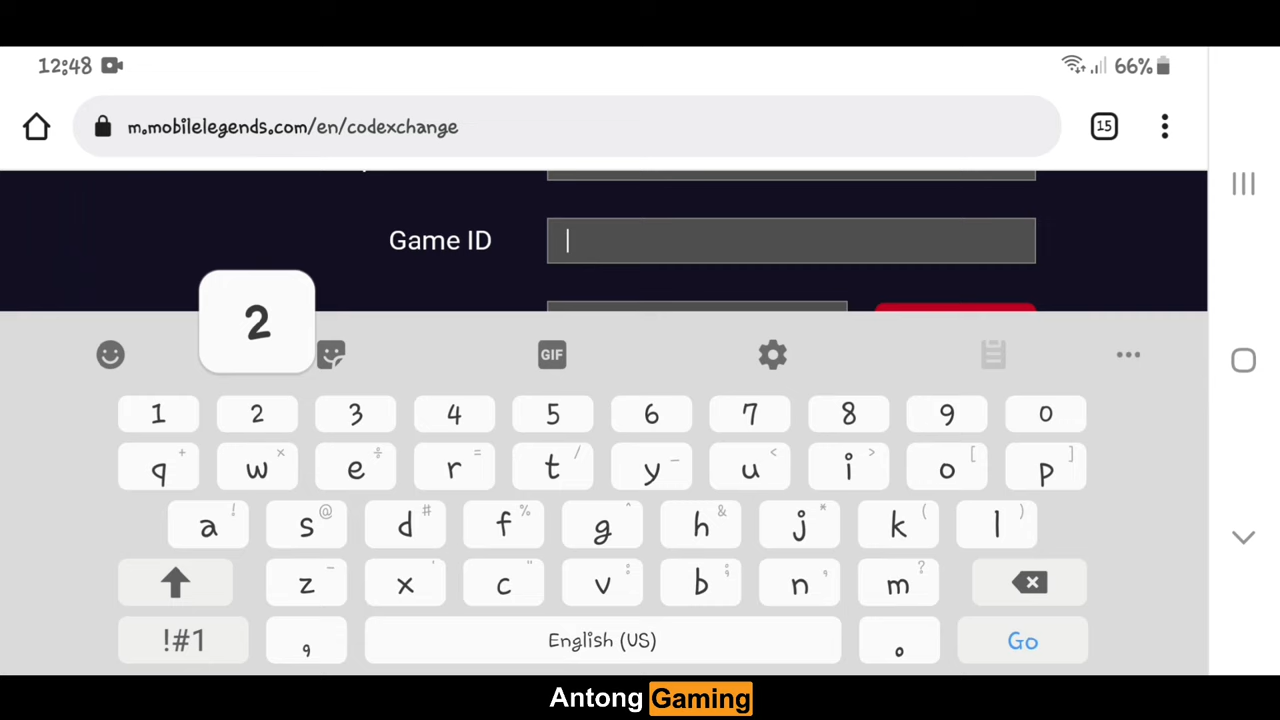 12:48 66%
m.mobilelegends.com/en/codexchange 15
Game ID
2
GIF
1 2 3 4 5 6 7 8 9 0
q + w × e ÷ r = t / y _ u < i > o [ p ]
a ! s @ d # f % g ^ h & j * k ( l )
z - x ' c " v : b ; n , m ?
!#1 , English (US) . Go
Antong Gaming